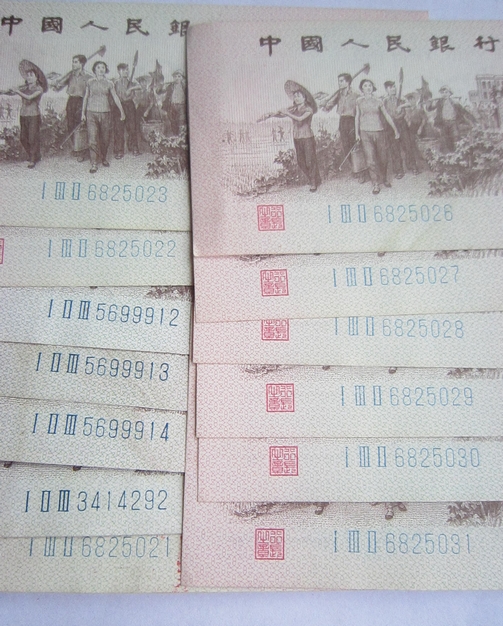 中國人民銀
Ⅰ Ⅲ Ⅱ 6825023
Ⅰ Ⅲ Ⅱ 6825022
Ⅰ Ⅱ Ⅲ 5699912
Ⅰ Ⅱ Ⅲ 5699913
Ⅰ Ⅱ Ⅲ 5699914
Ⅰ Ⅱ Ⅲ 3414292
Ⅰ Ⅲ Ⅱ 6825021
中國人民銀行
Ⅰ Ⅲ Ⅱ 6825026
Ⅰ Ⅲ Ⅱ 6825027
Ⅰ Ⅲ Ⅱ 6825028
Ⅰ Ⅲ Ⅱ 6825029
Ⅰ Ⅲ Ⅱ 6825030
Ⅰ Ⅲ Ⅱ 6825031